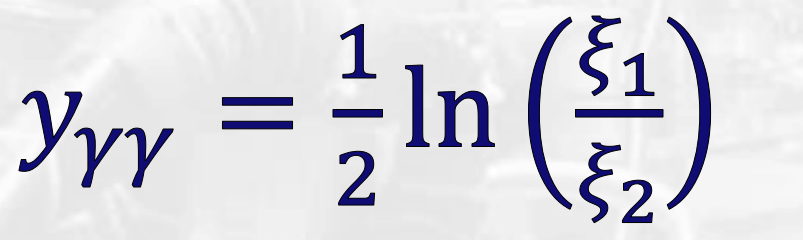 y_γγ = 1/2 ln (ξ₁/ξ₂)